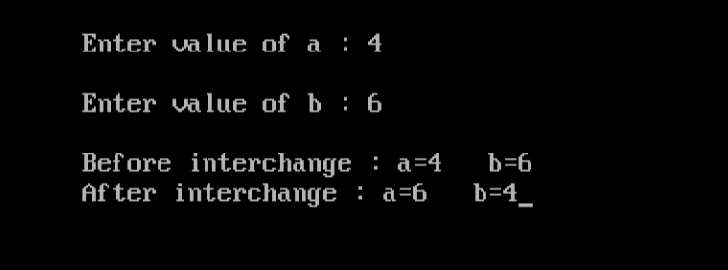 Enter value of a : 4
Enter value of b : 6
Before interchange : a=4   b=6
After interchange : a=6   b=4_